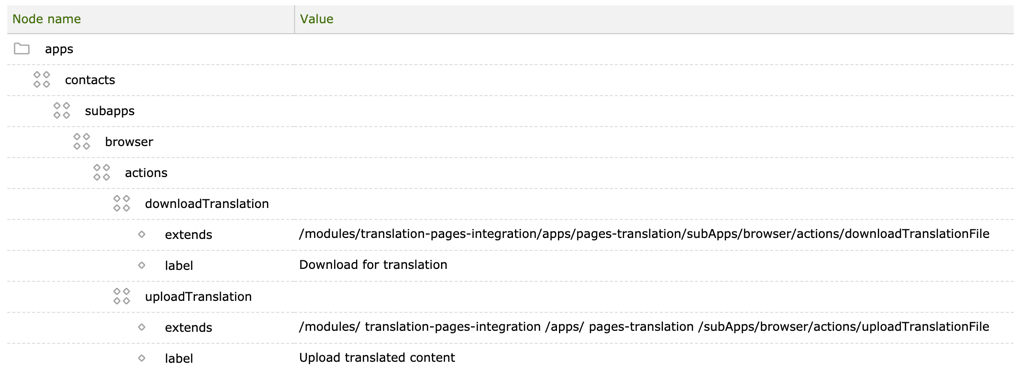 Node name Value
apps
contacts
subapps
browser
actions
downloadTranslation
extends /modules/translation-pages-integration/apps/pages-translation/subApps/browser/actions/downloadTranslationFile
label Download for translation
uploadTranslation
extends /modules/ translation-pages-integration /apps/ pages-translation /subApps/browser/actions/uploadTranslationFile
label Upload translated content